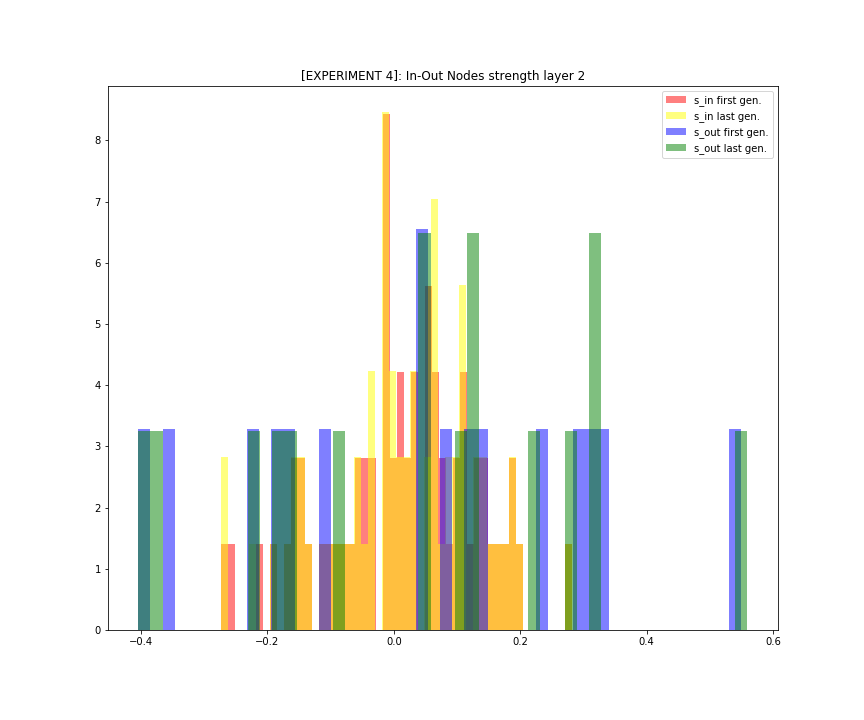 [EXPERIMENT 4]: In-Out Nodes strength layer 2
s_in first gen.
s_in last gen.
s_out first gen.
s_out last gen.
8
7
6
5
4
3
2
1
0
−0.4 −0.2 0.0 0.2 0.4 0.6